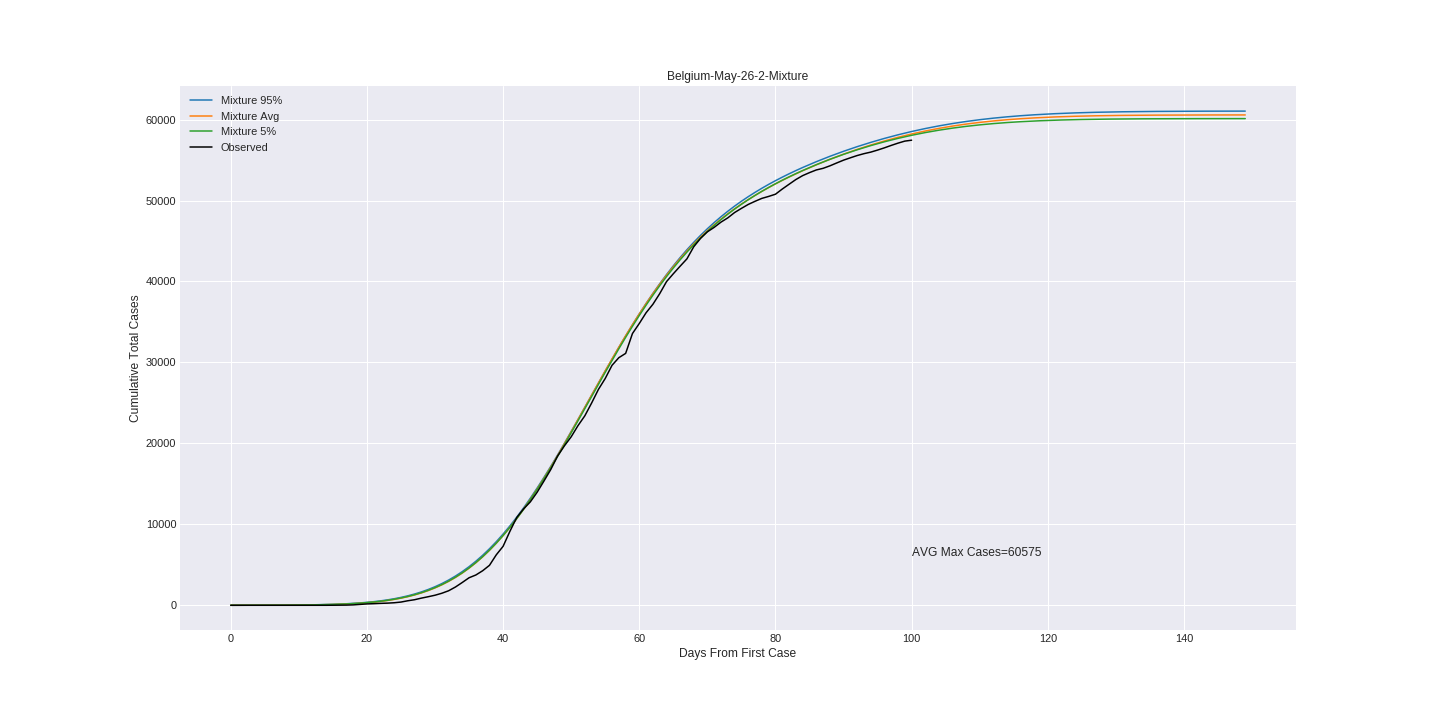 Belgium-May-26-2-Mixture
Mixture 95%
Mixture Avg
Mixture 5%
Observed
60000
50000
40000
30000
20000
10000
0
Cumulative Total Cases
AVG Max Cases=60575
0 20 40 60 80 100 120 140
Days From First Case